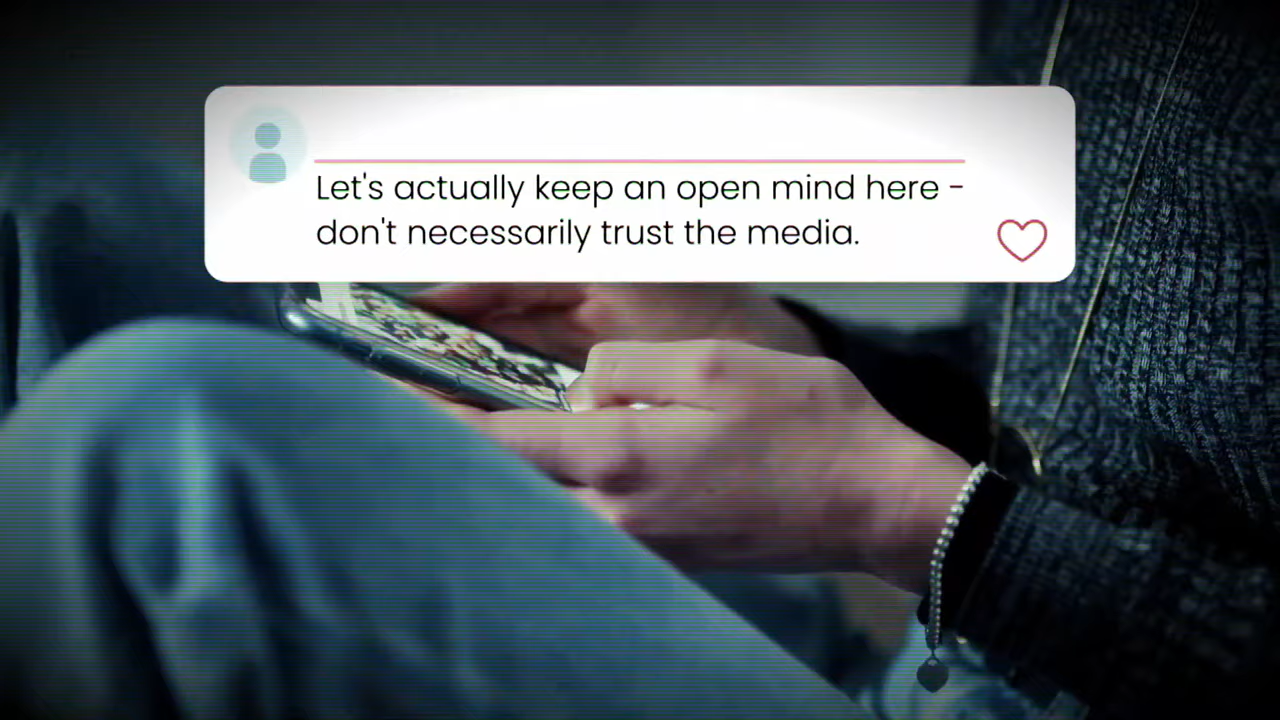 Let's actually keep an open mind here -
don't necessarily trust the media.